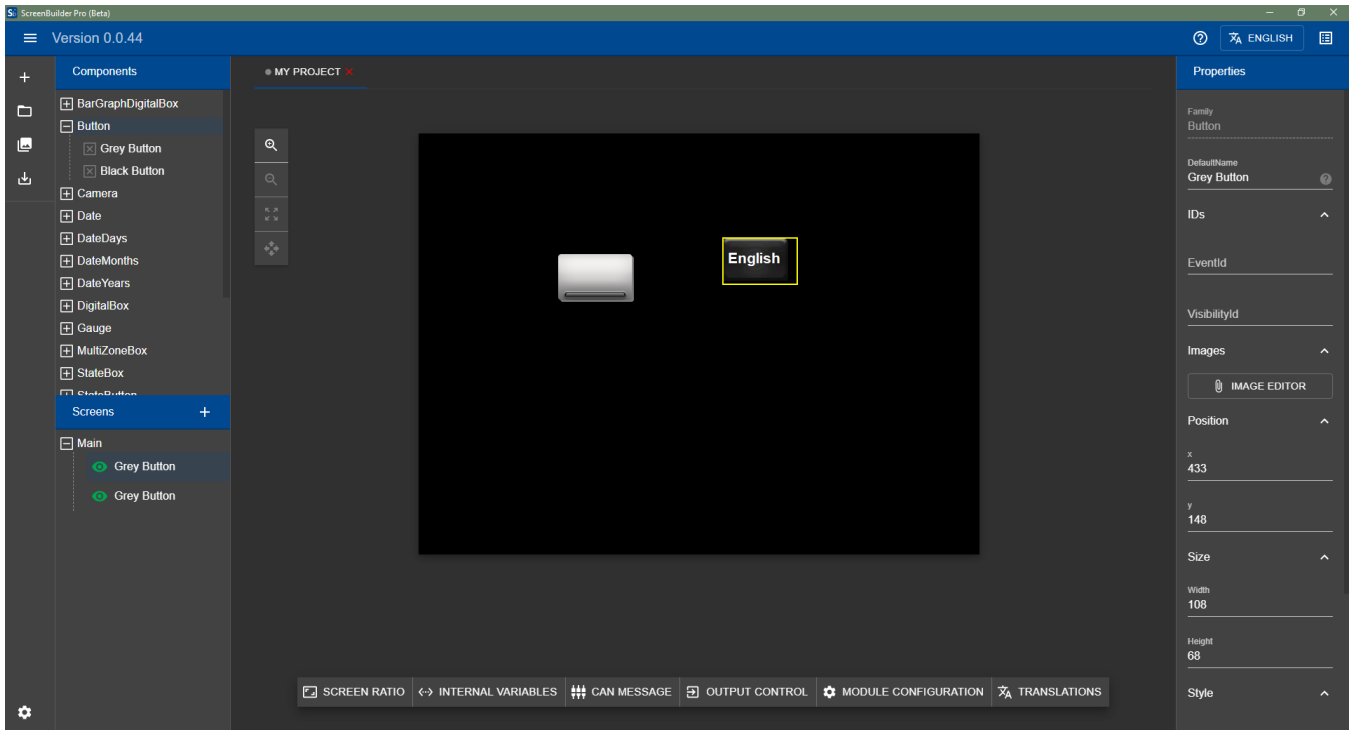 ScreenBuilder Pro (Beta)
Version 0.0.44
ENGLISH
Components
BarGraphDigitalBox
Button
Grey Button
Black Button
Camera
Date
DateDays
DateMonths
DateYears
DigitalBox
Gauge
MultiZoneBox
StateBox
StateButton
Screens
Main
Grey Button
Grey Button
MY PROJECT
English
SCREEN RATIO
INTERNAL VARIABLES
CAN MESSAGE
OUTPUT CONTROL
MODULE CONFIGURATION
TRANSLATIONS
Properties
Family
Button
DefaultName
Grey Button
IDs
EventId
VisibilityId
Images
IMAGE EDITOR
Position
x
433
y
148
Size
Width
108
Height
68
Style